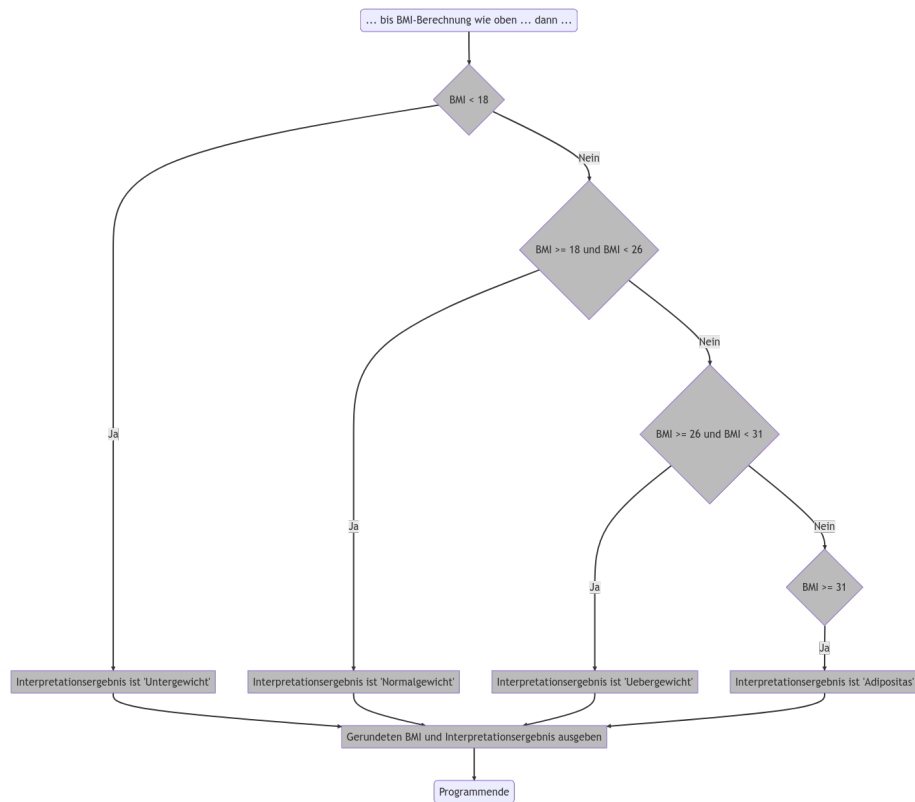 ... bis BMI-Berechnung wie oben ... dann ...
BMI < 18
Nein
BMI >= 18 und BMI < 26
Nein
BMI >= 26 und BMI < 31
Ja
Ja
Nein
Ja
BMI >= 31
Ja
Interpretationsergebnis ist 'Untergewicht'
Interpretationsergebnis ist 'Normalgewicht'
Interpretationsergebnis ist 'Uebergewicht'
Interpretationsergebnis ist 'Adipositas'
Gerundeten BMI und Interpretationsergebnis ausgeben
Programmende